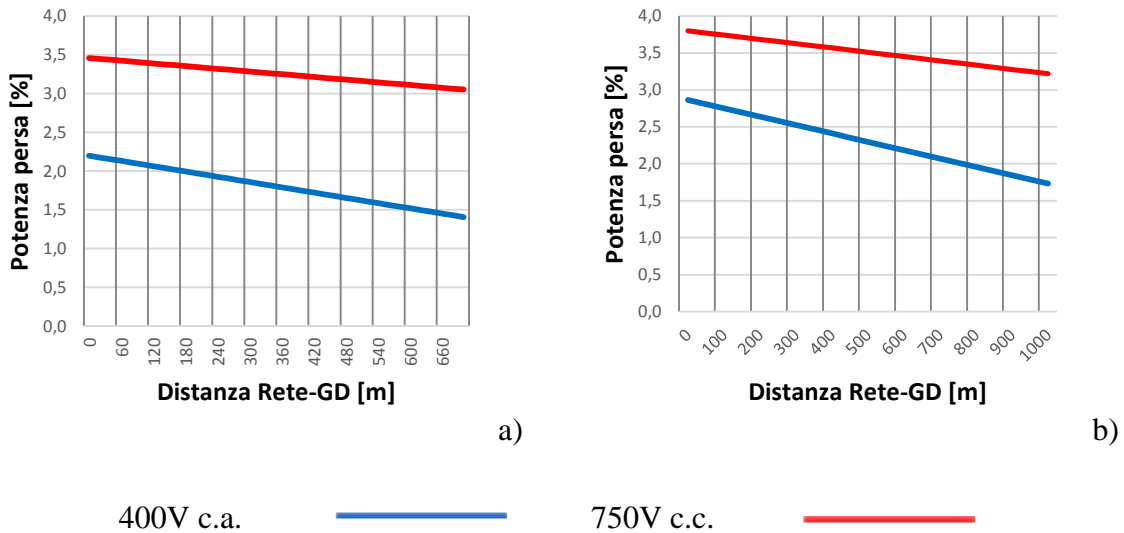 4,0
3,5
3,0
2,5
2,0
1,5
1,0
0,5
0,0
Potenza persa [%]
0 60 120 180 240 300 360 420 480 540 600 660
Distanza Rete-GD [m]
a)
4,0
3,5
3,0
2,5
2,0
1,5
1,0
0,5
0,0
Potenza persa [%]
0 100 200 300 400 500 600 700 800 900 1000
Distanza Rete-GD [m]
b)
400V c.a. 750V c.c.